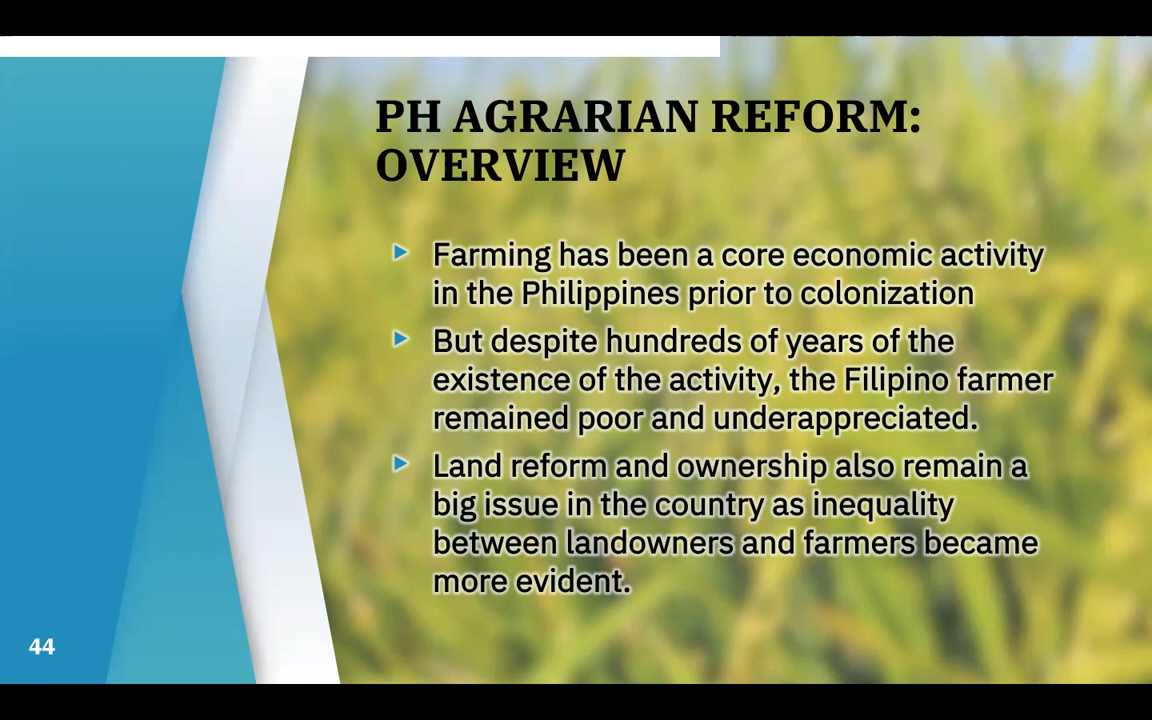 PH AGRARIAN REFORM:
OVERVIEW
Farming has been a core economic activity
in the Philippines prior to colonization
But despite hundreds of years of the
existence of the activity, the Filipino farmer
remained poor and underappreciated.
Land reform and ownership also remain a
big issue in the country as inequality
between landowners and farmers became
more evident.
44